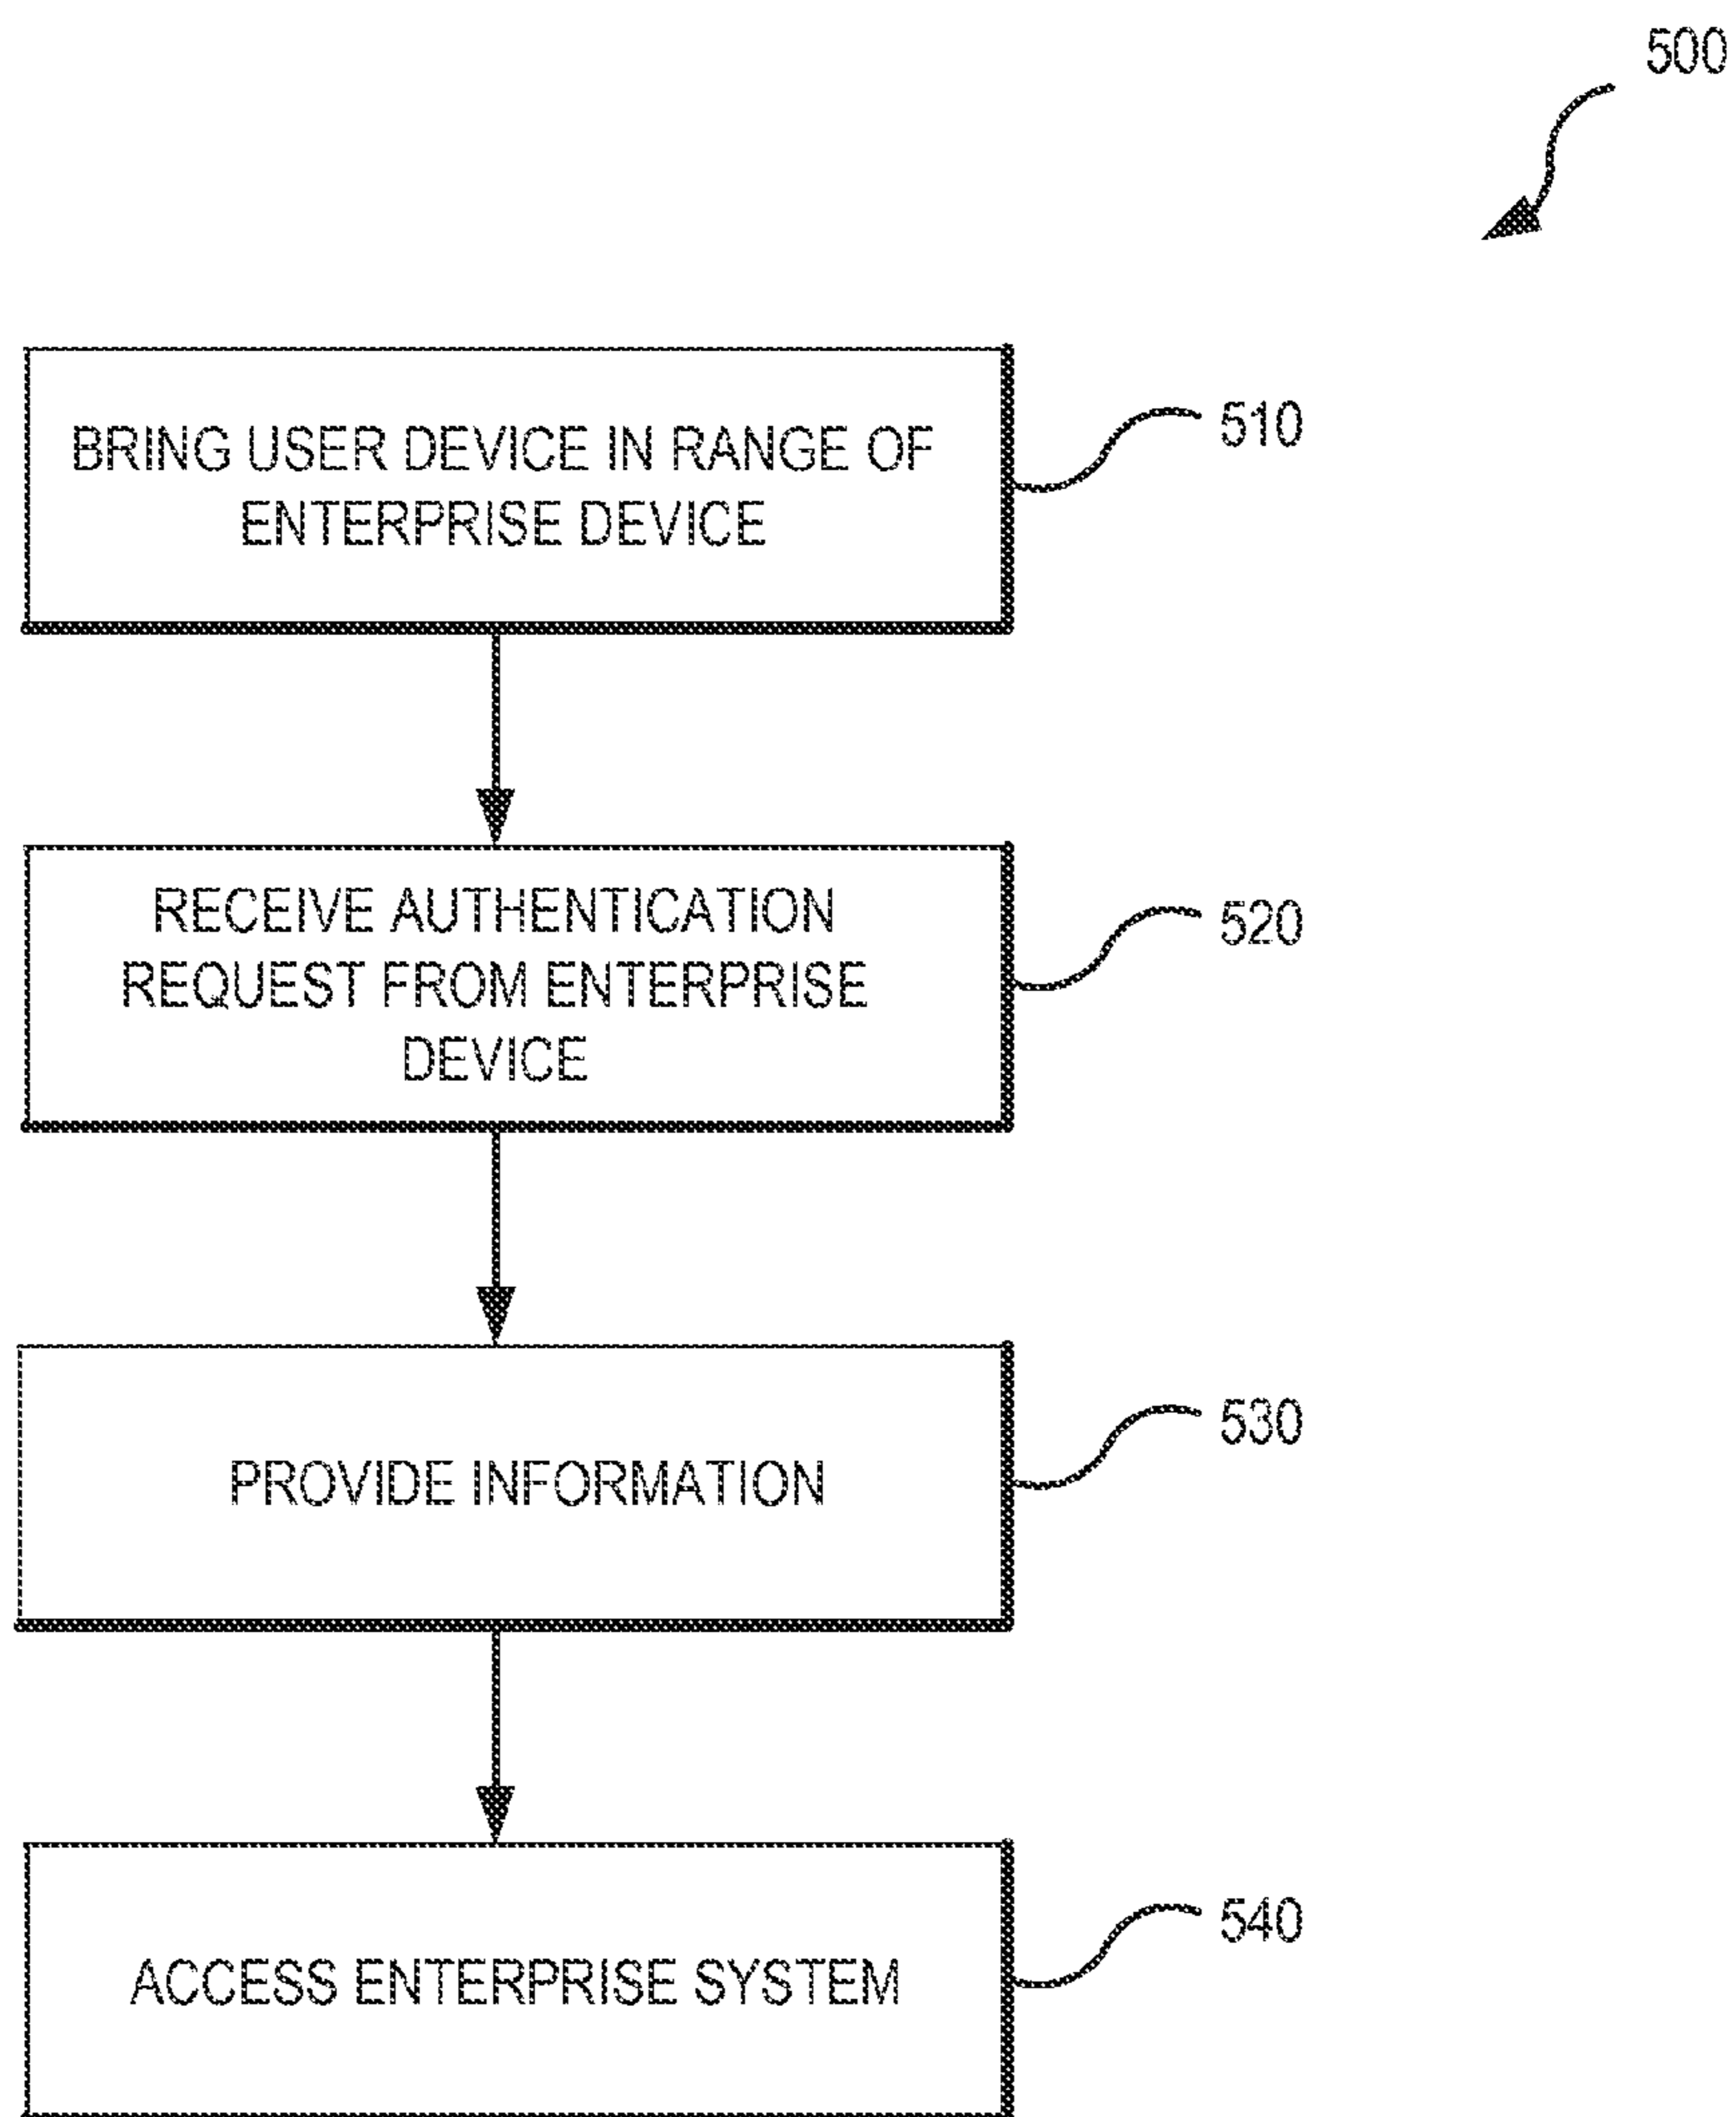 500
BRING USER DEVICE IN RANGE OF
ENTERPRISE DEVICE
510
RECEIVE AUTHENTICATION
REQUEST FROM ENTERPRISE
DEVICE
520
PROVIDE INFORMATION
530
ACCESS ENTERPRISE SYSTEM
540